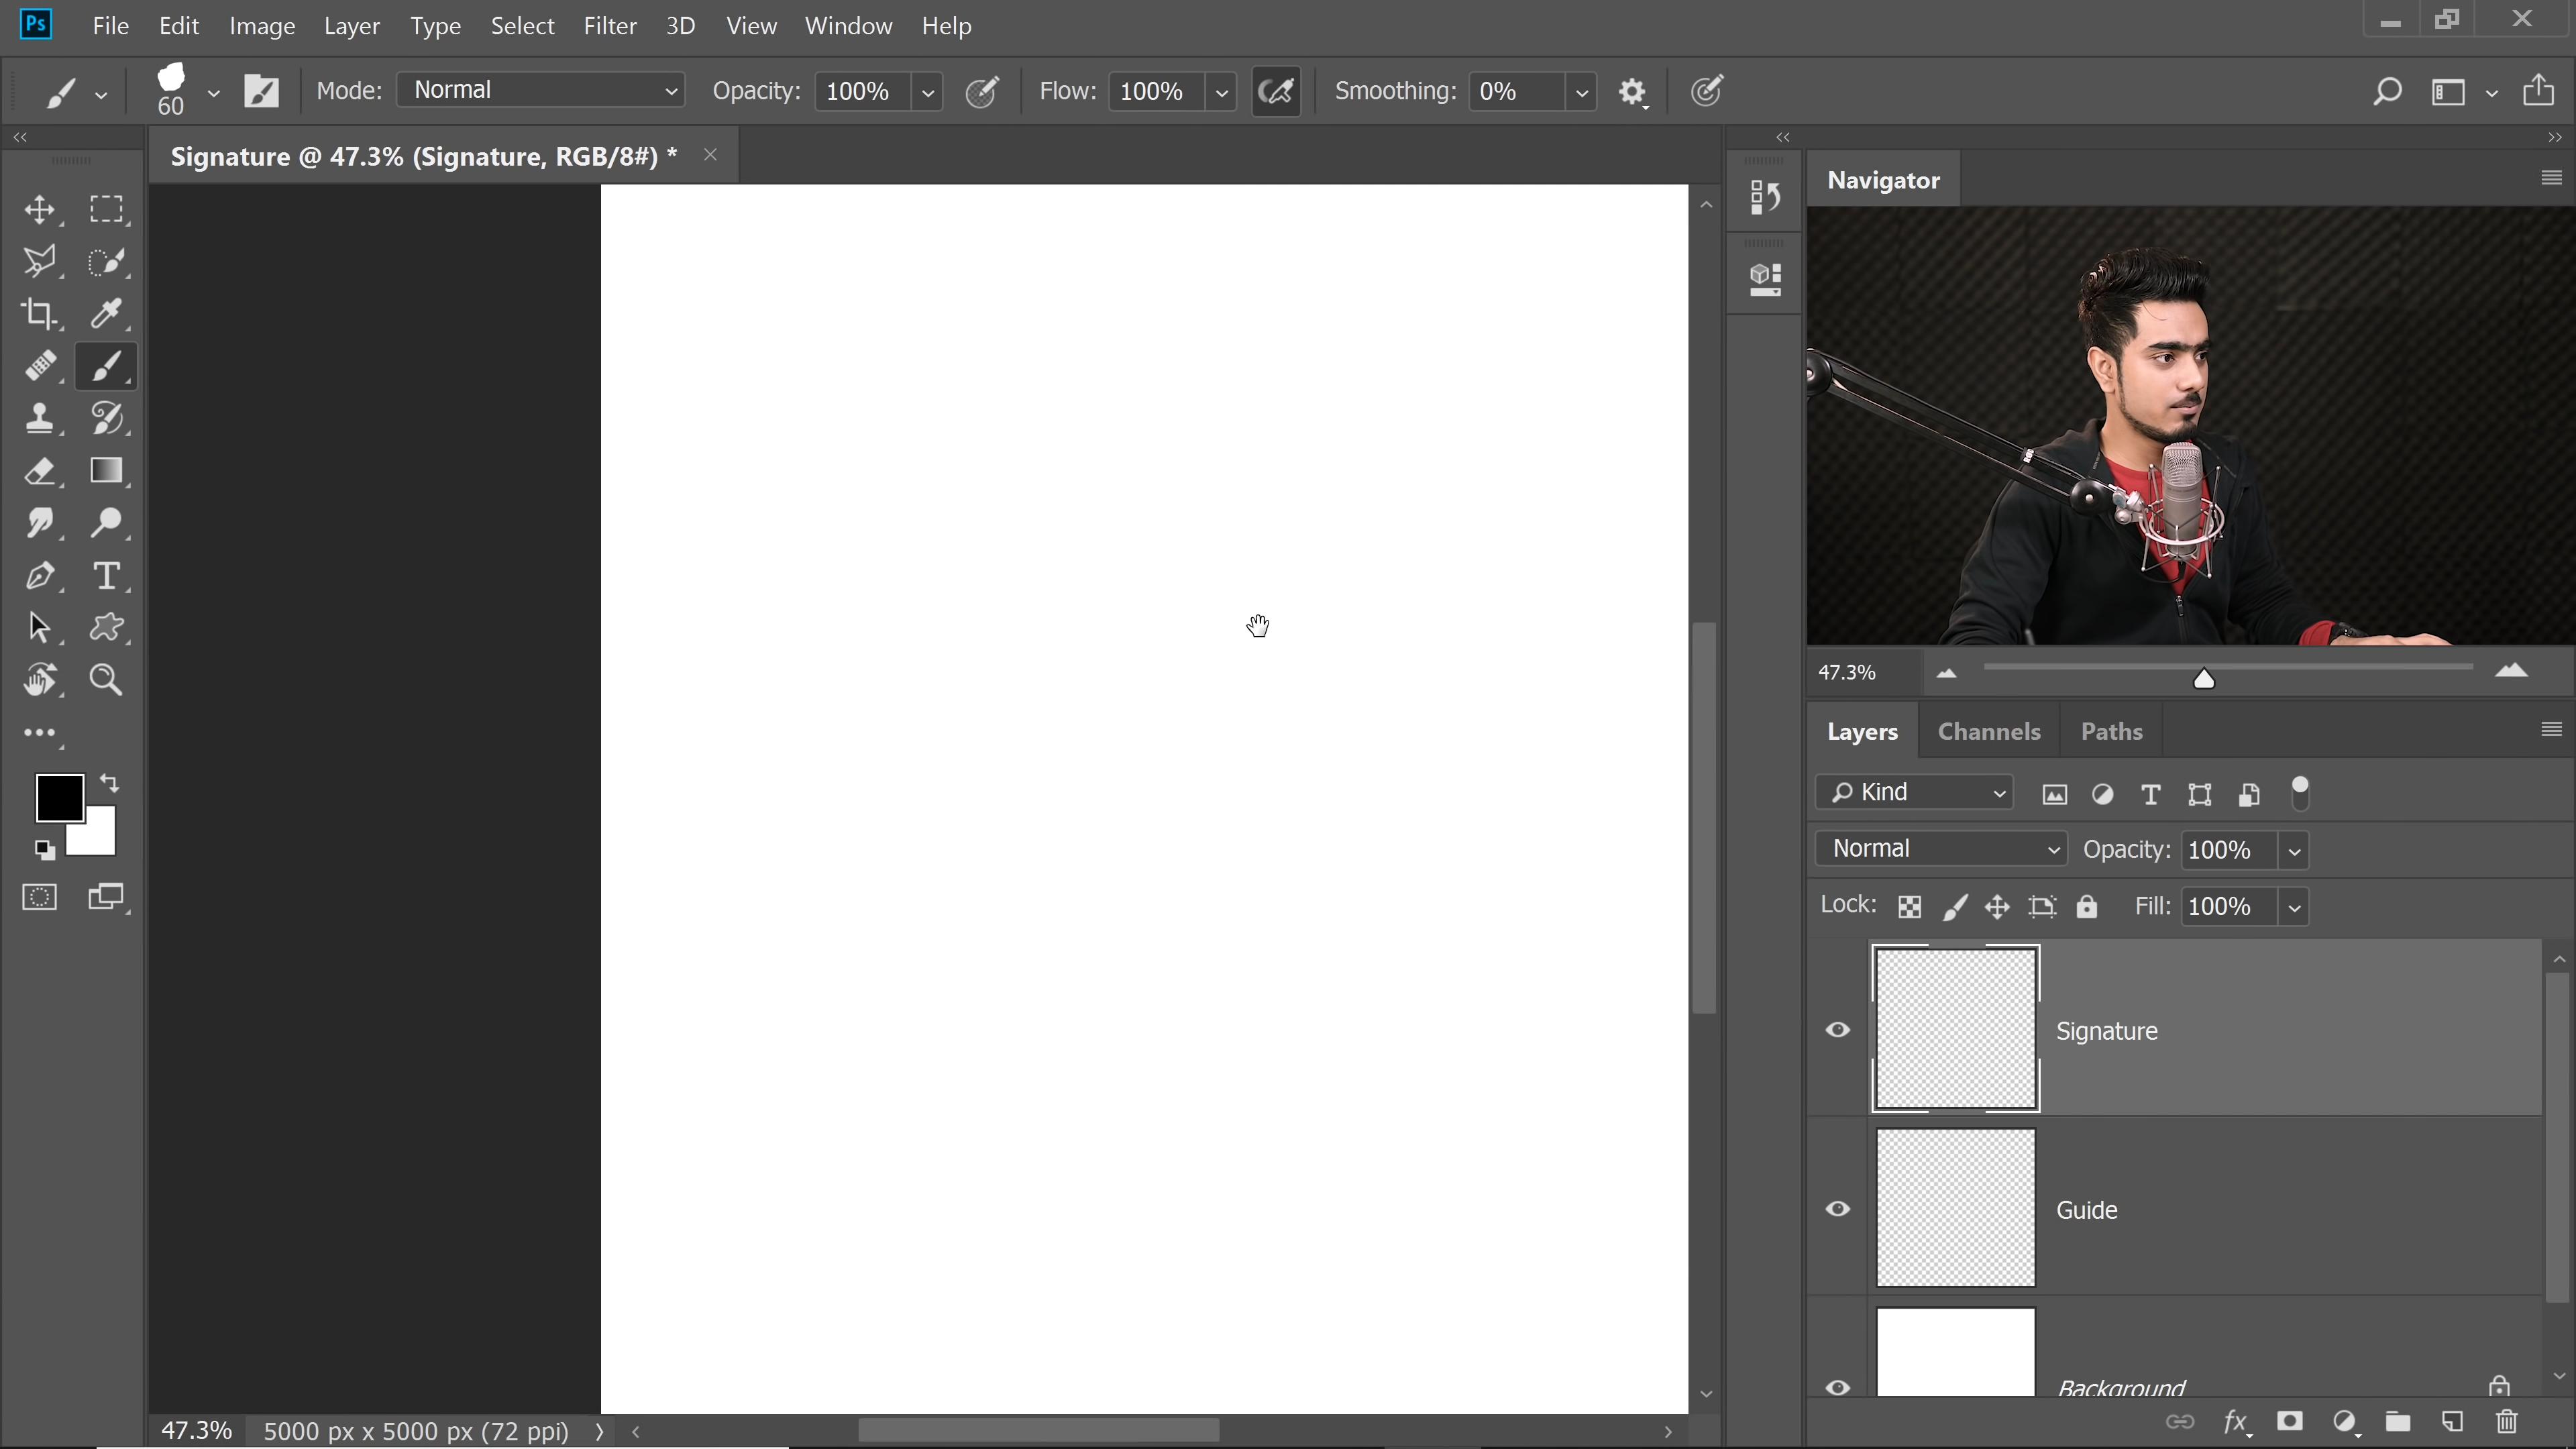 Ps File Edit Image Layer Type Select Filter 3D View Window Help
60 Mode: Normal Opacity: 100% Flow: 100% Smoothing: 0%
Signature @ 47.3% (Signature, RGB/8#) *
Navigator
47.3%
Layers Channels Paths
Kind
Normal Opacity: 100%
Lock: Fill: 100%
Signature
Guide
Background
47.3% 5000 px x 5000 px (72 ppi)
fx